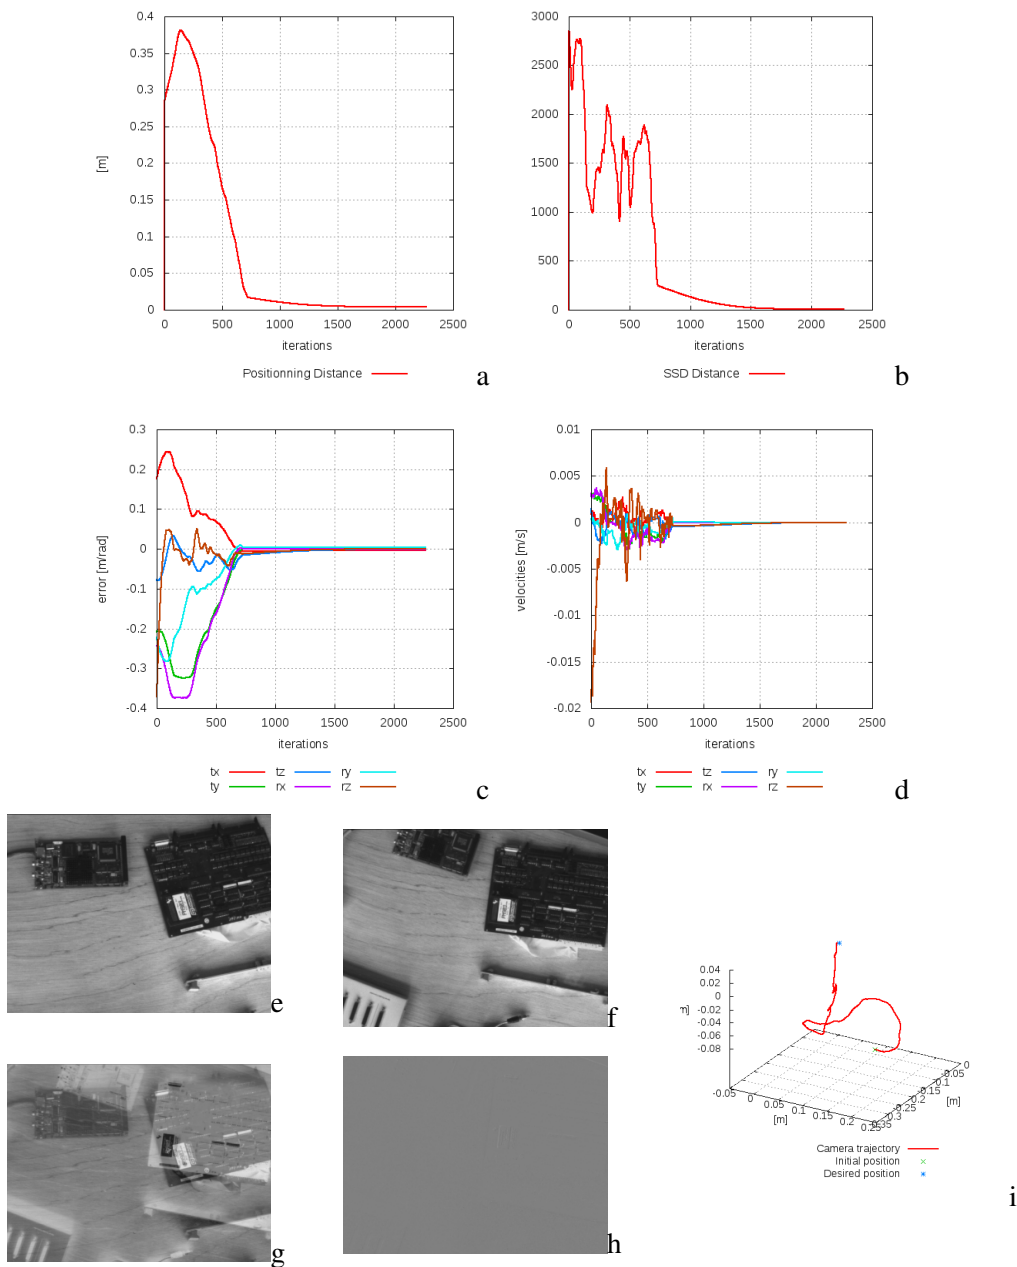 0.4
0.35
0.3
0.25
0.2
0.15
0.1
0.05
0
[m]
0 500 1000 1500 2000 2500
iterations
Positionning Distance
a
3000
2500
2000
1500
1000
500
0
0 500 1000 1500 2000 2500
iterations
SSD Distance
b
0.3
0.2
0.1
0
-0.1
-0.2
-0.3
-0.4
error [m/rad]
0 500 1000 1500 2000 2500
iterations
tx tz ry
ty rx rz
c
0.01
0.005
0
-0.005
-0.01
-0.015
-0.02
velocities [m/s]
0 500 1000 1500 2000 2500
iterations
tx tz ry
ty rx rz
d
e
f
g
h
0.04
0.02
0
-0.02
-0.04
-0.06
-0.08
-0.05 0 0.05 0.1 0.15 0.2 0.25
[m]
-0.35 -0.3 -0.25 -0.2 -0.15 -0.1 -0.05 0
[m]
Camera trajectory
Initial position
Desired position
i